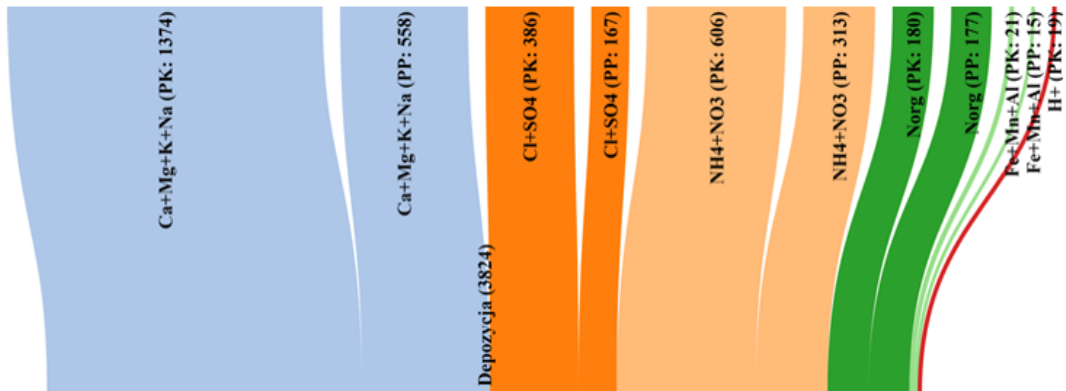 Ca+Mg+K+Na (PK: 1374)
Ca+Mg+K+Na (PP: 558)
Depozycja (3824)
Cl+SO4 (PK: 386)
Cl+SO4 (PP: 167)
NH4+NO3 (PK: 606)
NH4+NO3 (PP: 313)
Norg (PK: 180)
Norg (PP: 177)
Fe+Mn+Al (PK: 21)
Fe+Mn+Al (PP: 15)
H+ (PK: 19)